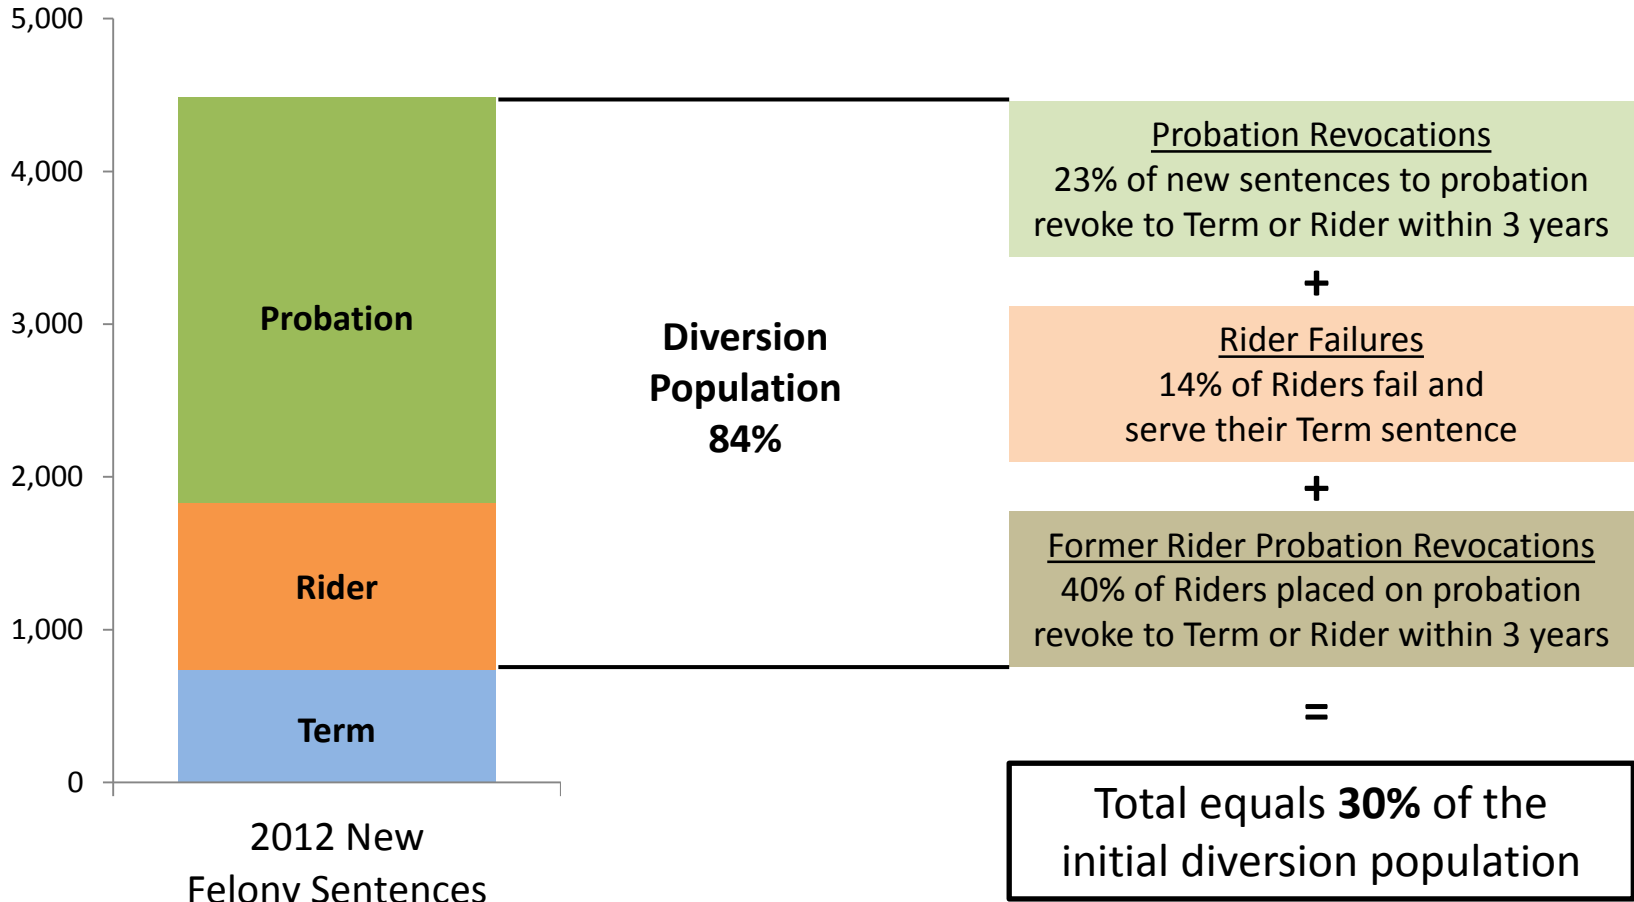 5,000
4,000
3,000
2,000
1,000
0
Probation
Rider
Term
2012 New
Felony Sentences
Diversion
Population
84%
Probation Revocations
23% of new sentences to probation
revoke to Term or Rider within 3 years
+
Rider Failures
14% of Riders fail and
serve their Term sentence
+
Former Rider Probation Revocations
40% of Riders placed on probation
revoke to Term or Rider within 3 years
=
Total equals 30% of the
initial diversion population